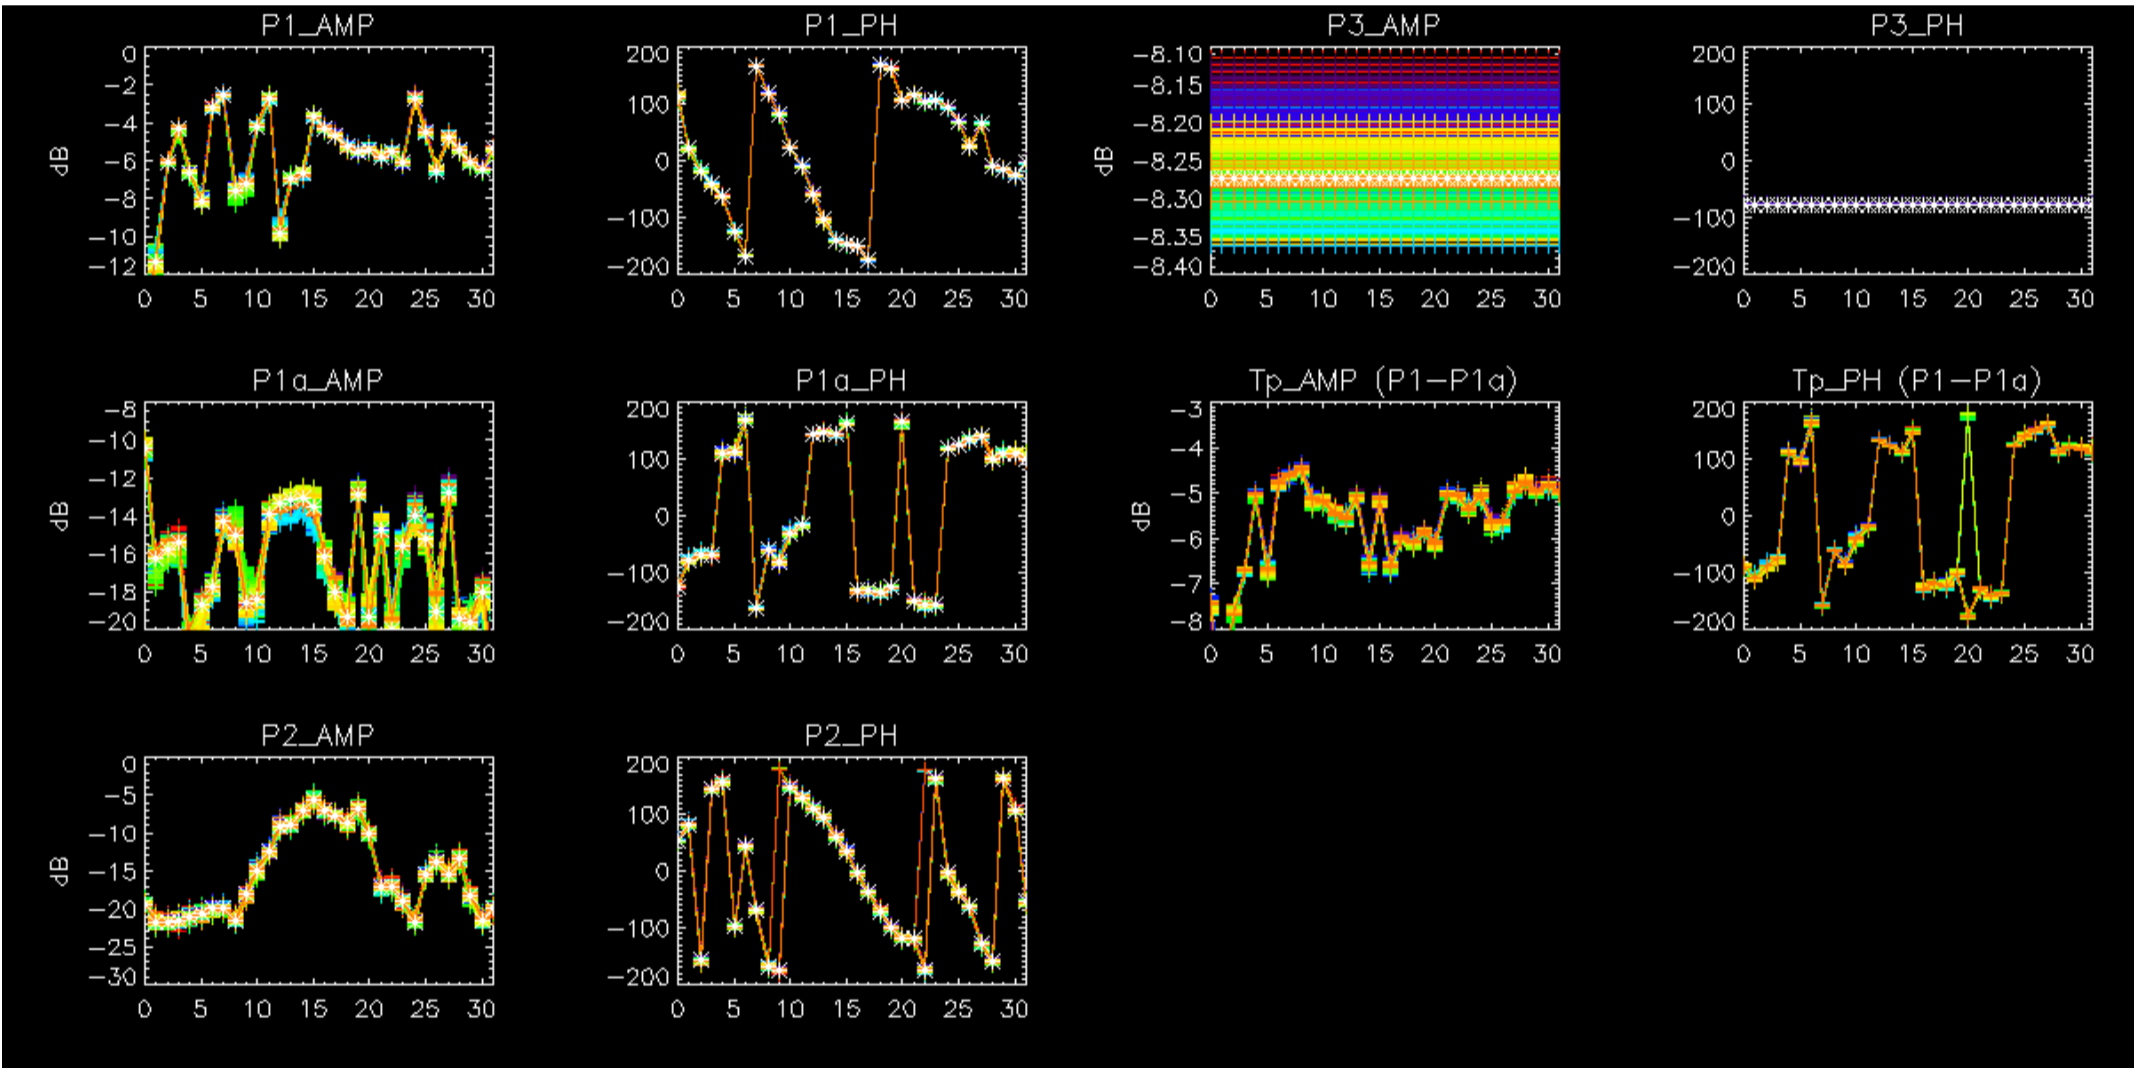 P1_AMP
0
-2
-4
-6
-8
-10
-12
dB
0 5 10 15 20 25 30
P1_PH
200
100
0
-100
-200
0 5 10 15 20 25 30
P3_AMP
-8.10
-8.15
-8.20
-8.25
-8.30
-8.35
-8.40
dB
0 5 10 15 20 25 30
P3_PH
200
100
0
-100
-200
0 5 10 15 20 25 30
P1a_AMP
-8
-10
-12
-14
-16
-18
-20
dB
0 5 10 15 20 25 30
P1a_PH
200
100
0
-100
-200
0 5 10 15 20 25 30
Tp_AMP (P1-P1a)
-3
-4
-5
-6
-7
-8
dB
0 5 10 15 20 25 30
Tp_PH (P1-P1a)
200
100
0
-100
-200
0 5 10 15 20 25 30
P2_AMP
0
-5
-10
-15
-20
-25
-30
dB
0 5 10 15 20 25 30
P2_PH
200
100
0
-100
-200
0 5 10 15 20 25 30